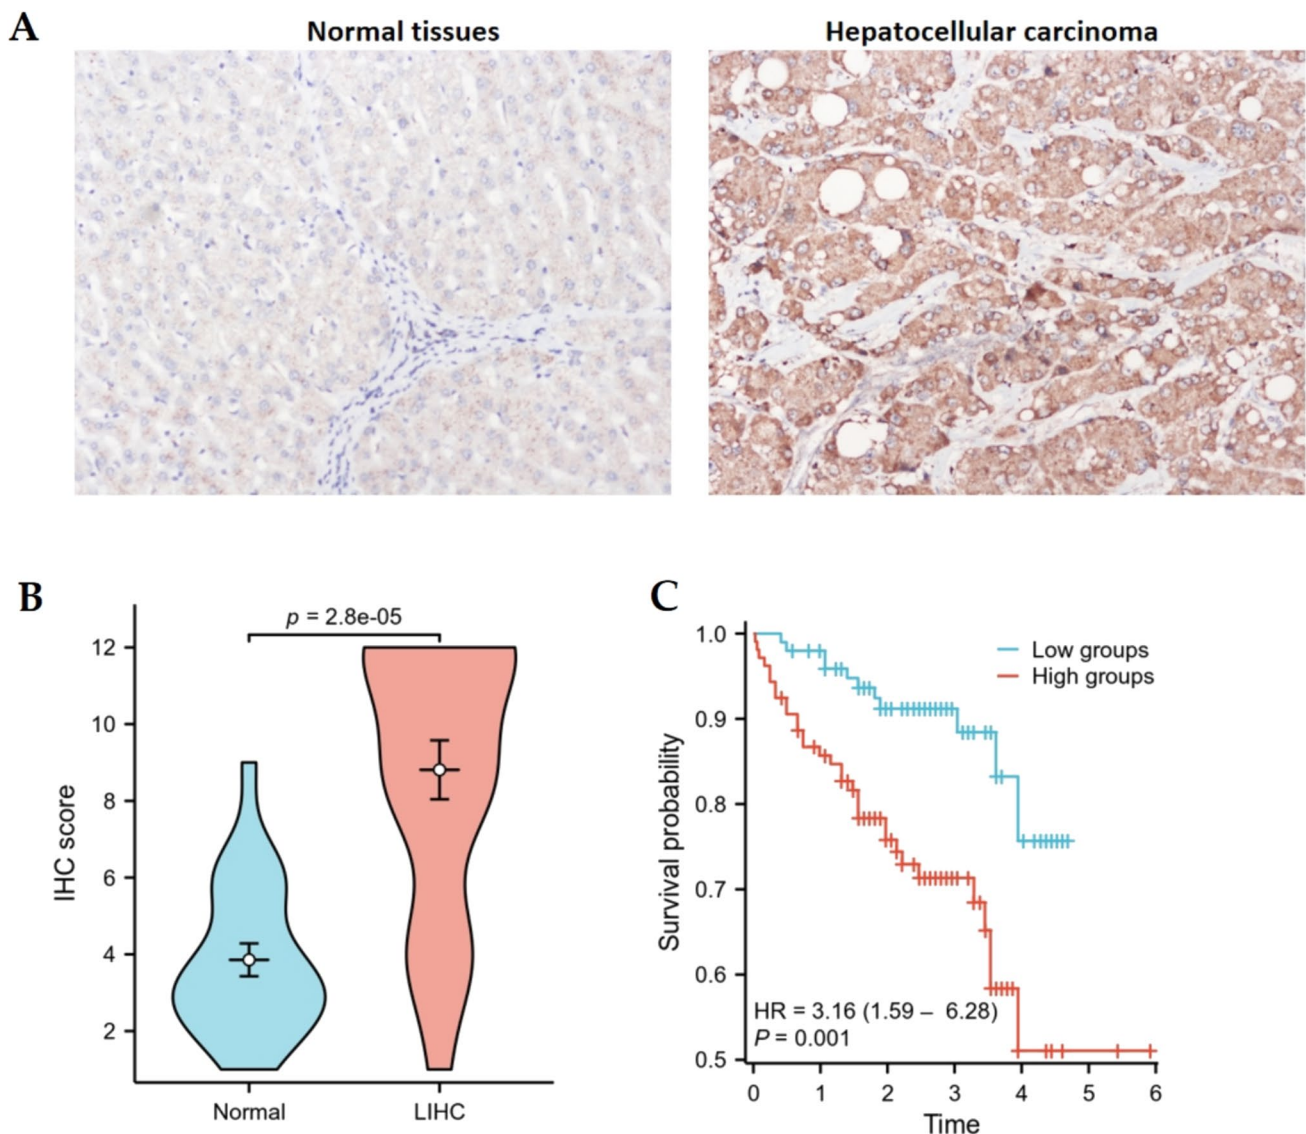 A
Normal tissues
Hepatocellular carcinoma
B
p = 2.8e-05
IHC score
12
10
8
6
4
2
Normal
LIHC
C
Survival probability
1.0
0.9
0.8
0.7
0.6
0.5
Low groups
High groups
HR = 3.16 (1.59 – 6.28)
P = 0.001
0
1
2
3
4
5
6
Time